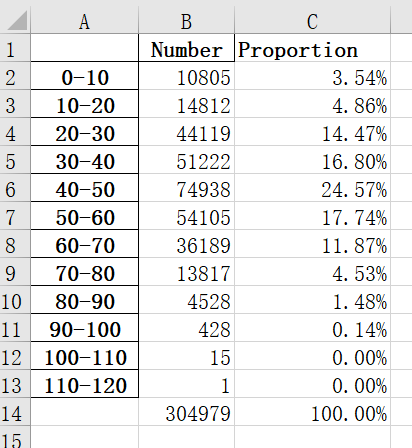 A B C
1 Number Proportion
2 0-10 10805 3.54%
3 10-20 14812 4.86%
4 20-30 44119 14.47%
5 30-40 51222 16.80%
6 40-50 74938 24.57%
7 50-60 54105 17.74%
8 60-70 36189 11.87%
9 70-80 13817 4.53%
10 80-90 4528 1.48%
11 90-100 428 0.14%
12 100-110 15 0.00%
13 110-120 1 0.00%
14 304979 100.00%
15